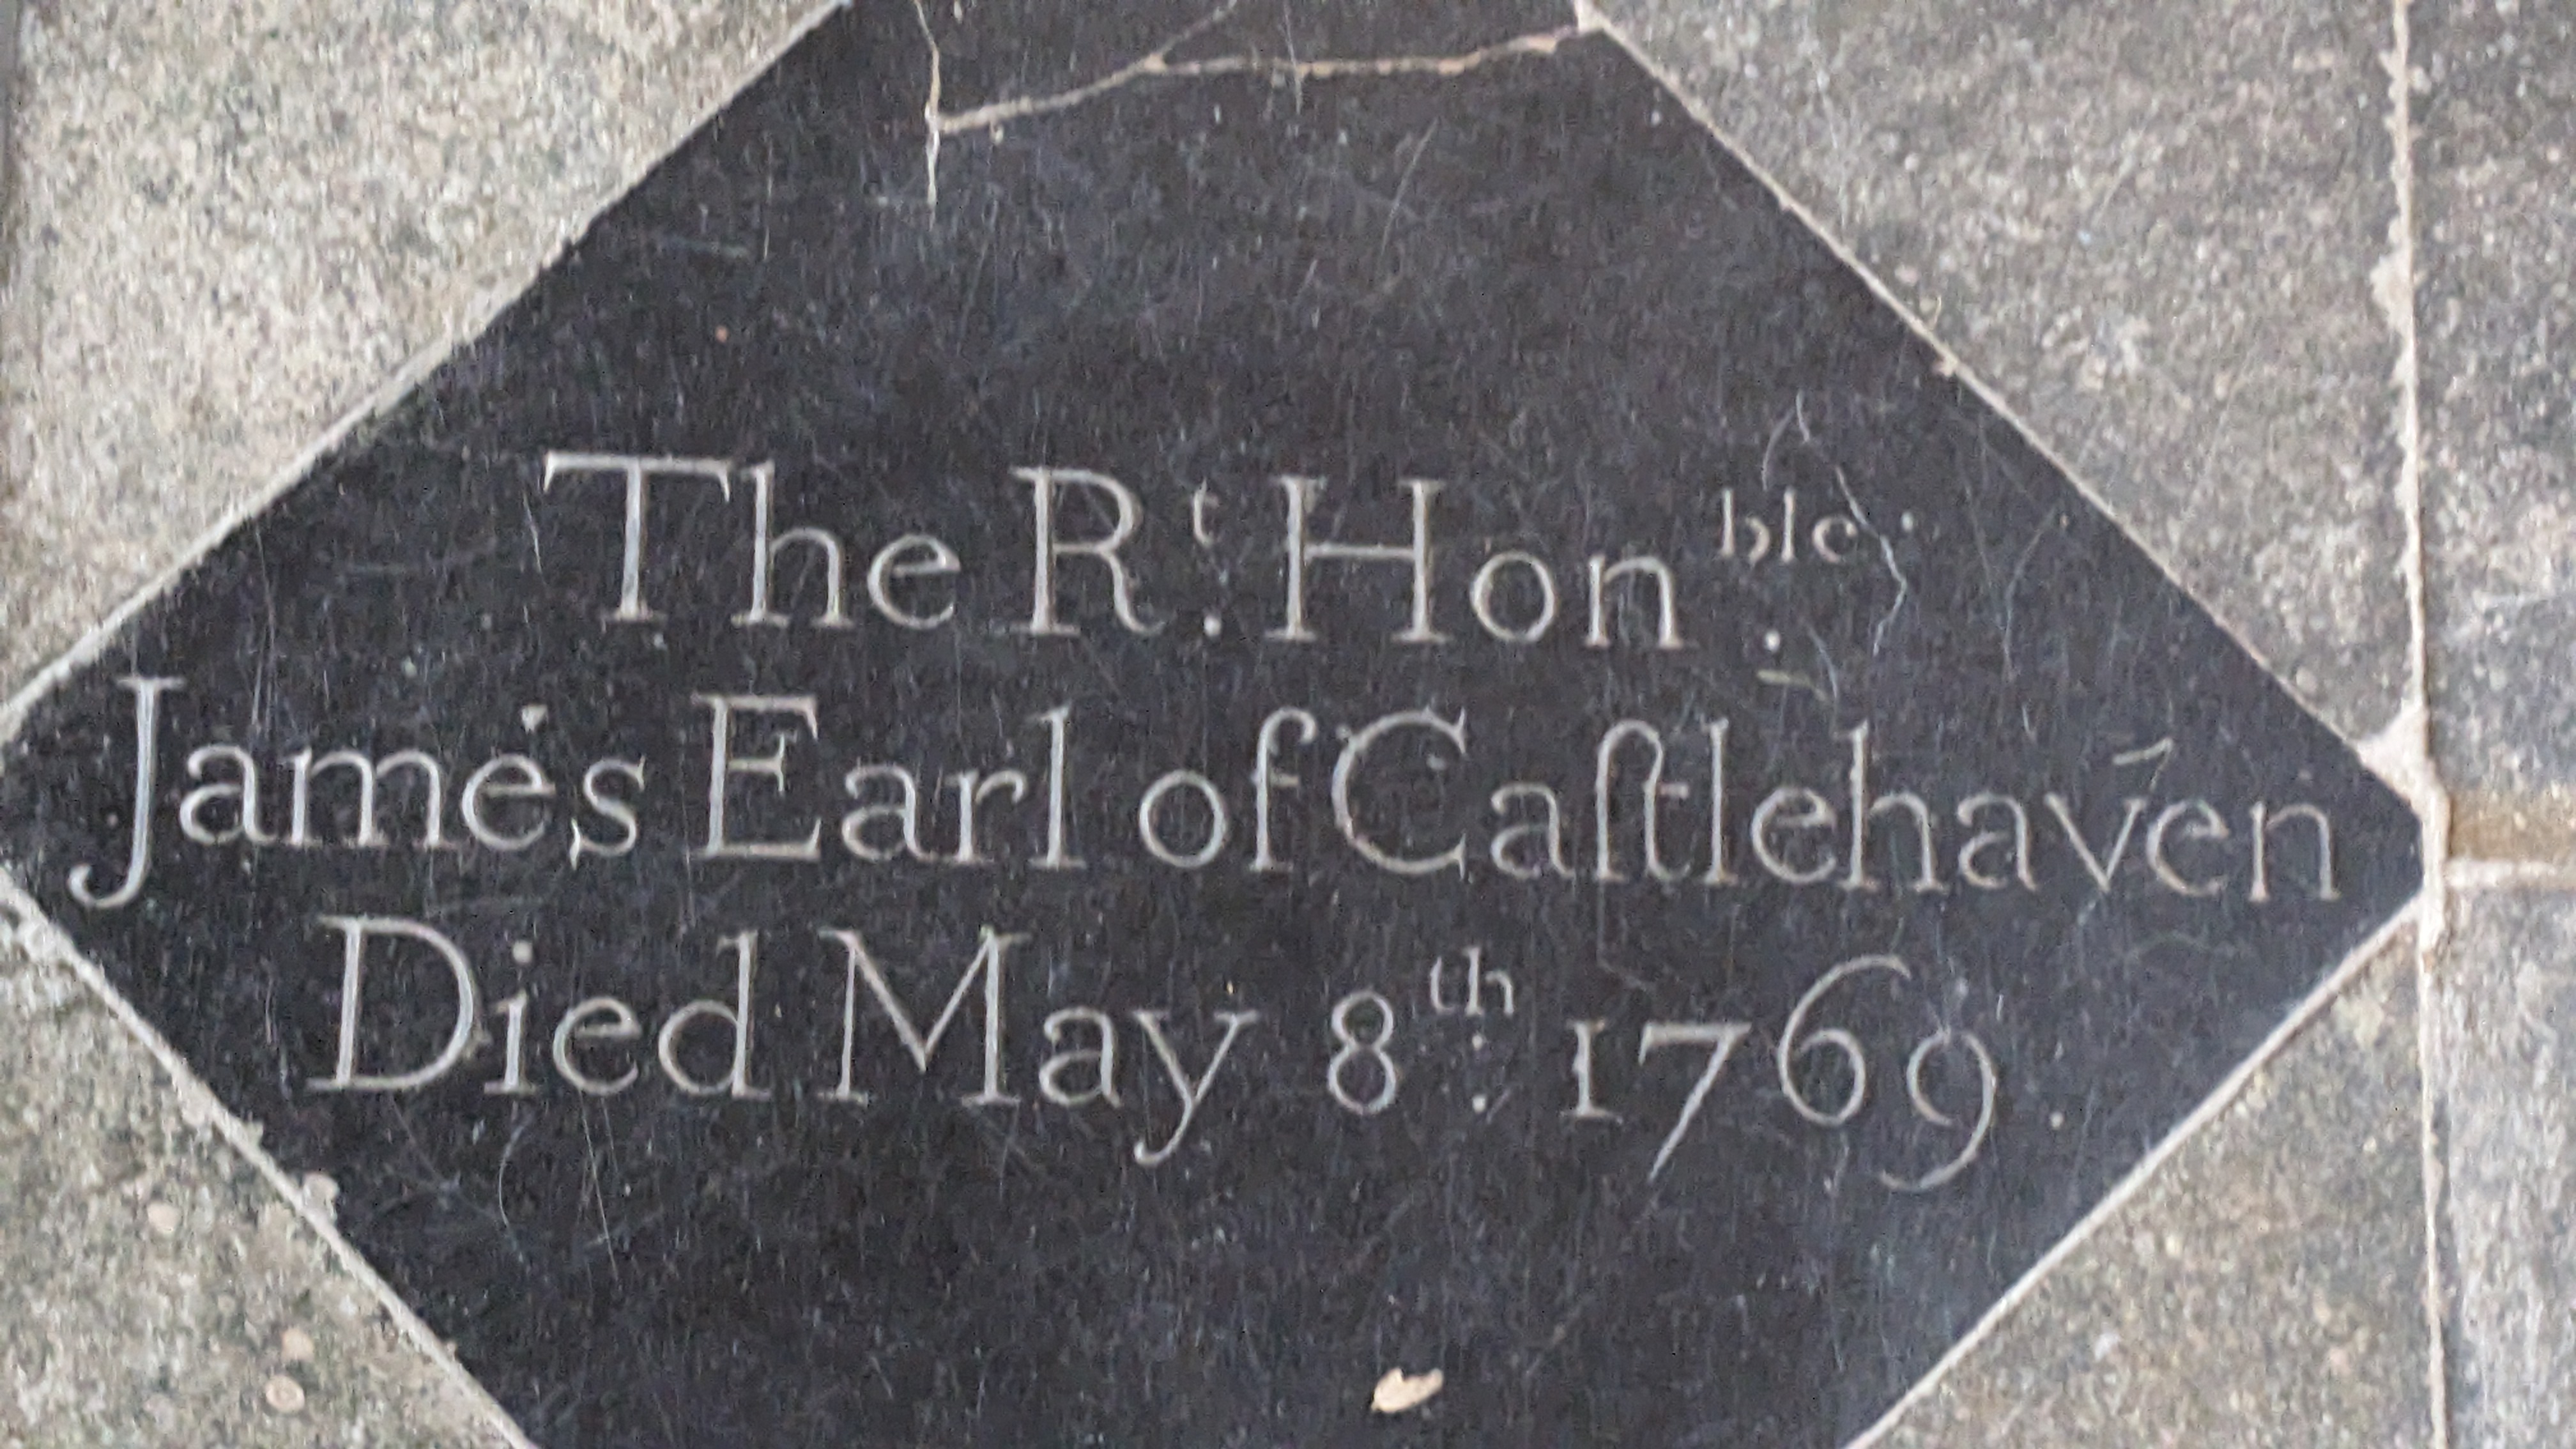 The Rᵗ. Honᵇˡᵉ.
James Earl of Caſtlehaven
Died May 8ᵗʰ: 1769.